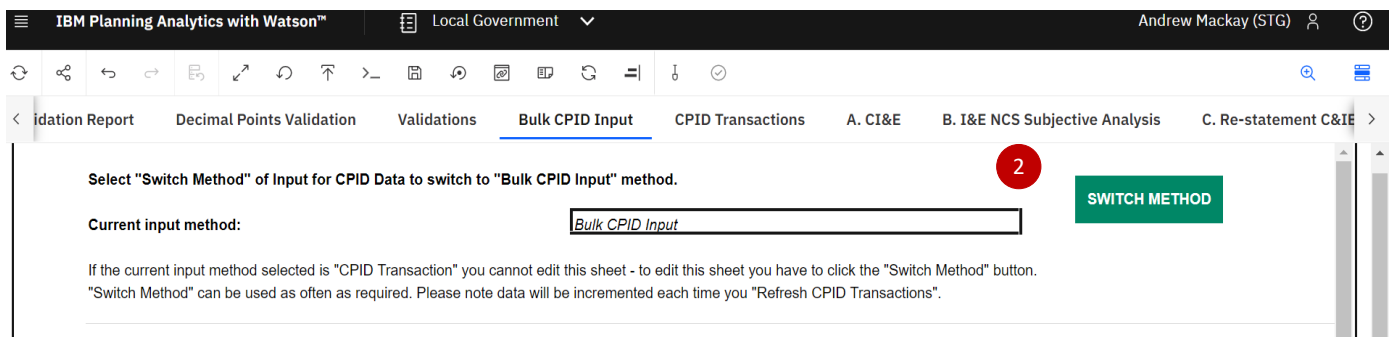 IBM Planning Analytics with Watson™ Local Government Andrew Mackay (STG)
idation Report Decimal Points Validation Validations Bulk CPID Input CPID Transactions A. CI&E B. I&E NCS Subjective Analysis C. Re-statement C&IE
2
Select "Switch Method" of Input for CPID Data to switch to "Bulk CPID Input" method.
SWITCH METHOD
Current input method: Bulk CPID Input
If the current input method selected is "CPID Transaction" you cannot edit this sheet - to edit this sheet you have to click the "Switch Method" button.
"Switch Method" can be used as often as required. Please note data will be incremented each time you "Refresh CPID Transactions".